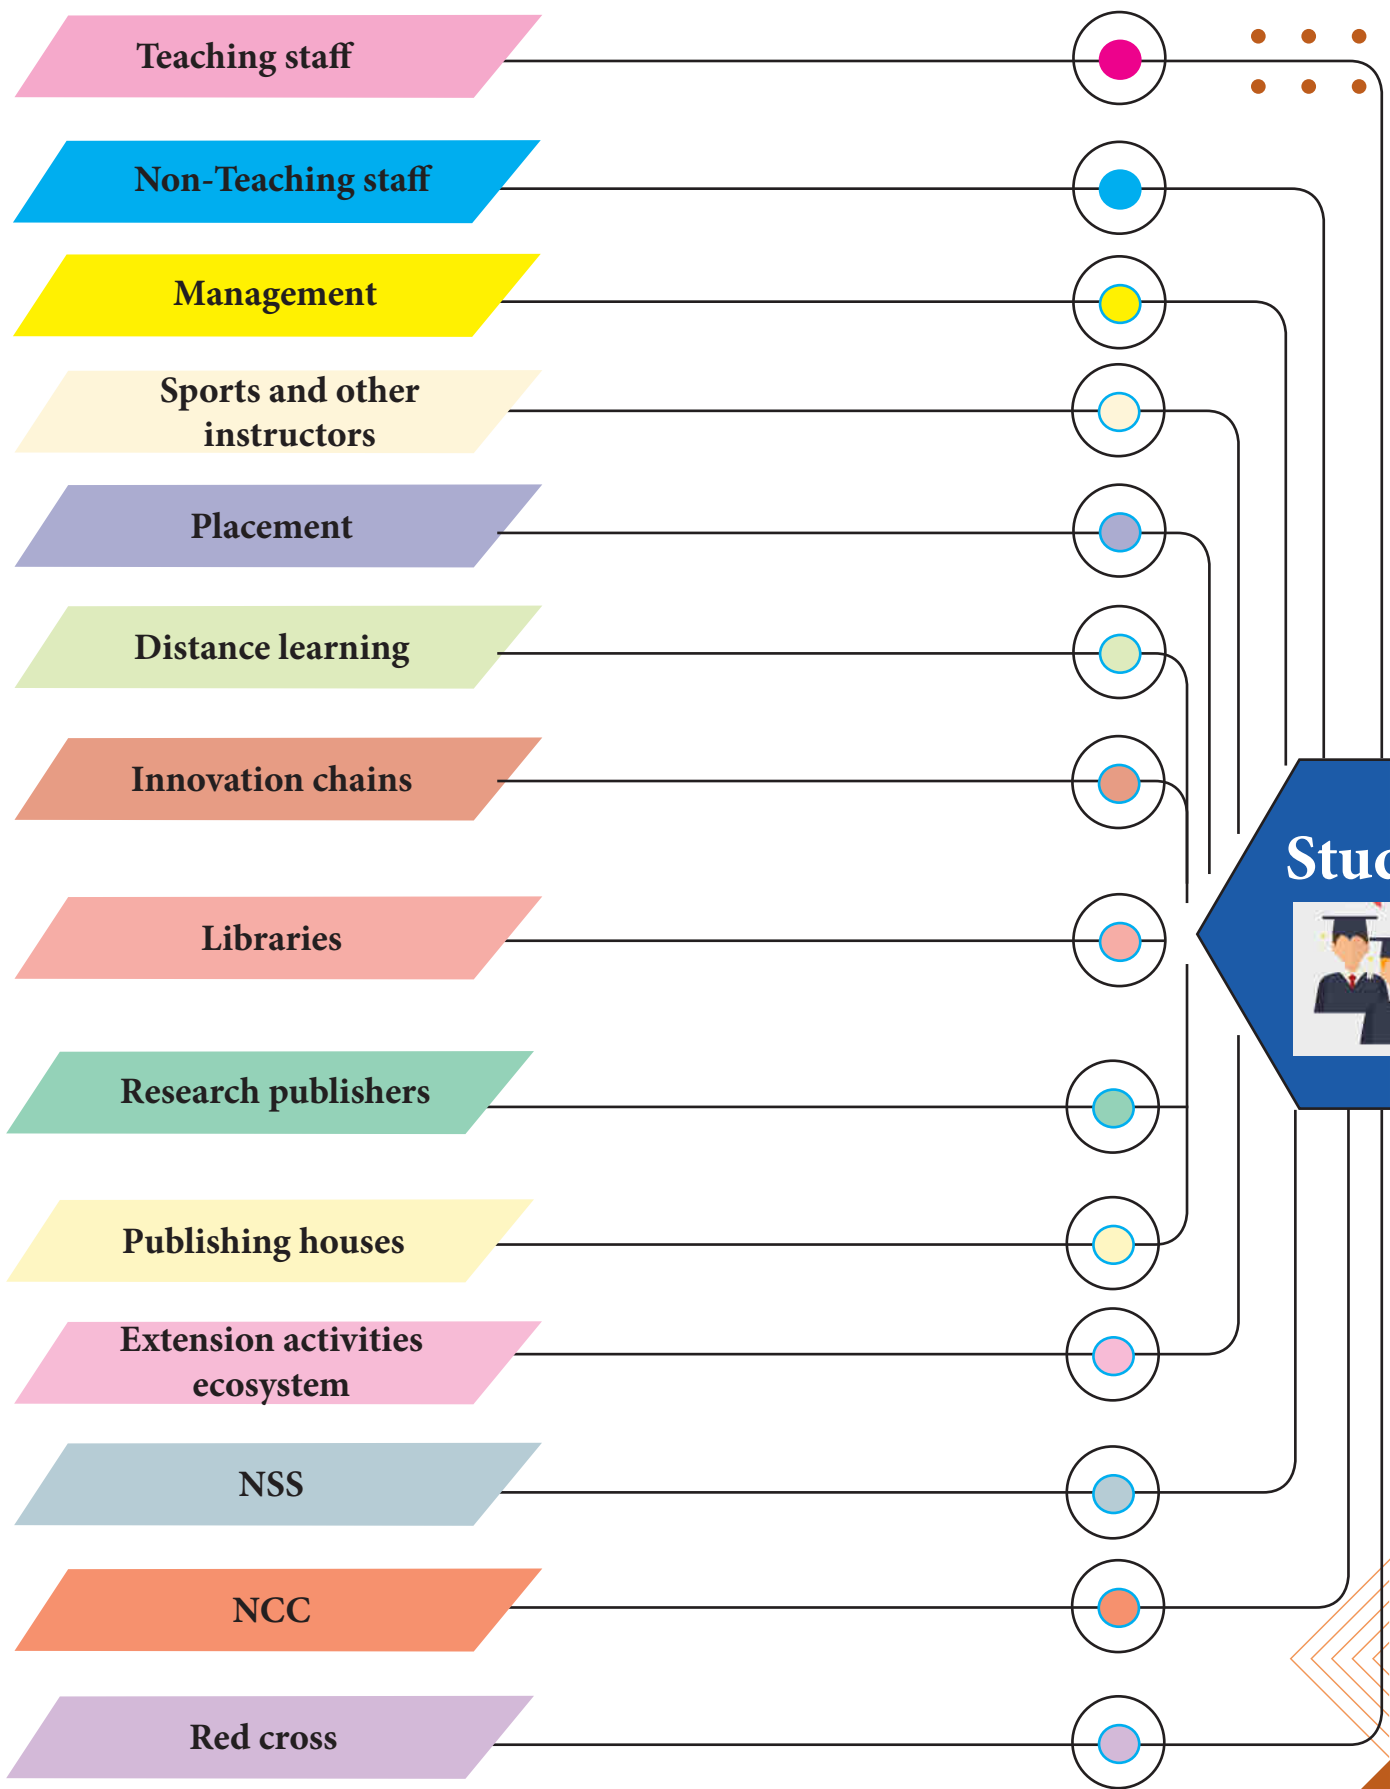 Teaching staff
Non-Teaching staff
Management
Sports and other
instructors
Placement
Distance learning
Innovation chains
Stud
Libraries
Research publishers
Publishing houses
Extension activities
ecosystem
NSS
NCC
Red cross